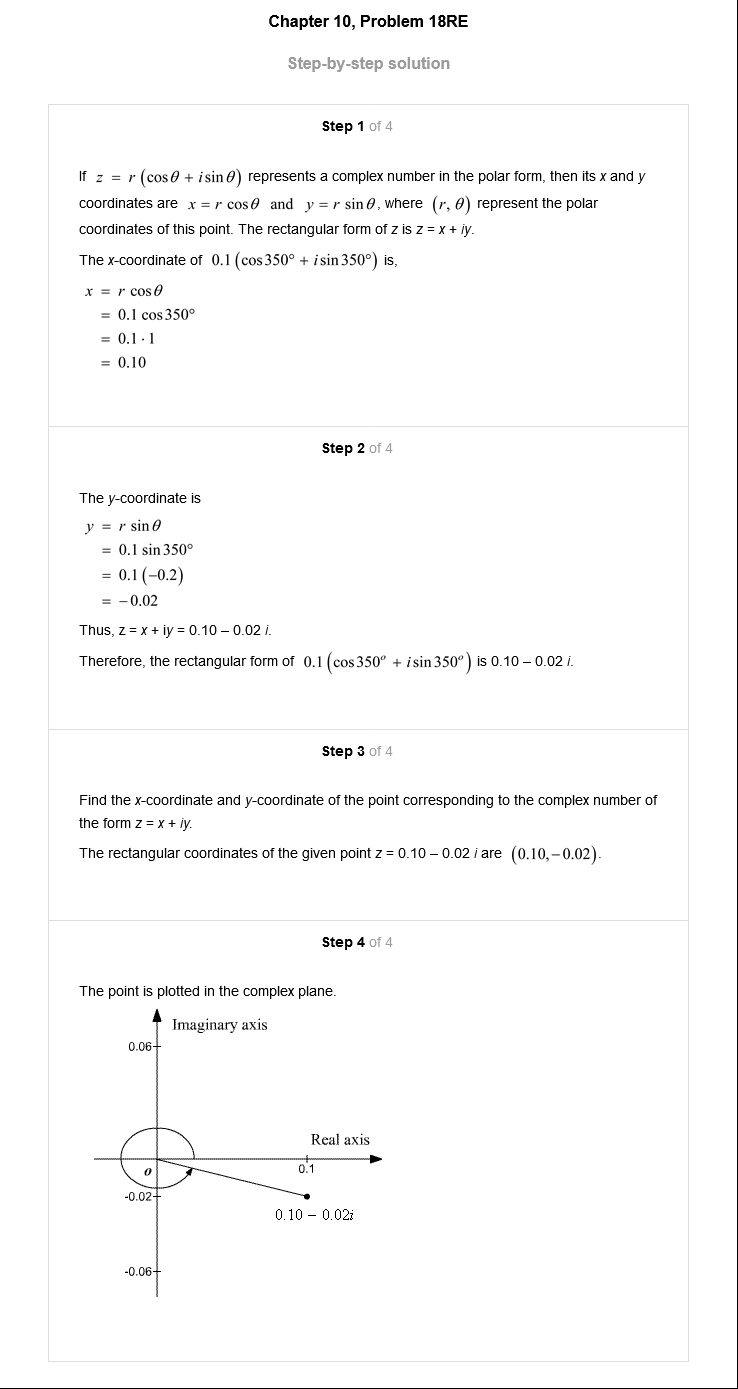 Chapter 10, Problem 18RE
Step-by-step solution
Step 1 of 4
If z = r (cos θ + i sin θ) represents a complex number in the polar form, then its x and y
coordinates are x = r cos θ and y = r sin θ, where (r, θ) represent the polar
coordinates of this point. The rectangular form of z is z = x + iy.
The x-coordinate of 0.1 (cos 350° + i sin 350°) is,
x = r cos θ
= 0.1 cos 350°
= 0.1 · 1
= 0.10
Step 2 of 4
The y-coordinate is
y = r sin θ
= 0.1 sin 350°
= 0.1 (−0.2)
= −0.02
Thus, z = x + iy = 0.10 – 0.02 i.
Therefore, the rectangular form of 0.1 (cos 350° + i sin 350°) is 0.10 – 0.02 i.
Step 3 of 4
Find the x-coordinate and y-coordinate of the point corresponding to the complex number of
the form z = x + iy.
The rectangular coordinates of the given point z = 0.10 – 0.02 i are (0.10, −0.02).
Step 4 of 4
The point is plotted in the complex plane.
Imaginary axis
0.06
Real axis
0.1
o
-0.02
0.10 − 0.02i
-0.06